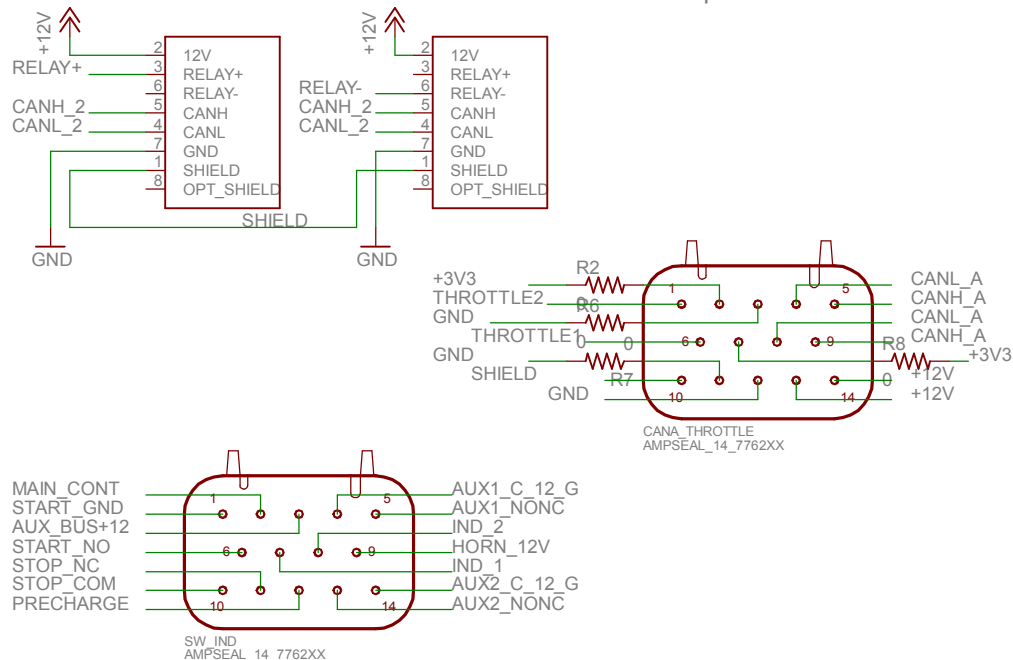 +12V
2 12V
RELAY+ 3 RELAY+
6 RELAY-
CANH_2 5 CANH
CANL_2 4 CANL
7 GND
1 SHIELD
8 OPT_SHIELD
GND
+12V
2 12V
3 RELAY+
RELAY- 6 RELAY-
CANH_2 5 CANH
CANL_2 4 CANL
7 GND
1 SHIELD
8 OPT_SHIELD
SHIELD
GND
+3V3 R2 1 5 CANL_A
THROTTLE2 0 CANH_A
GND R6 CANL_A
THROTTLE1 0 0 6 9 CANH_A
GND R8 +3V3
SHIELD R7 0 +12V
GND 10 14 +12V
CANA_THROTTLE
AMPSEAL_14_7762XX
MAIN_CONT 1 5 AUX1_C_12_G
START_GND AUX1_NONC
AUX_BUS+12 IND_2
START_NO 6 9 HORN_12V
STOP_NC IND_1
STOP_COM AUX2_C_12_G
PRECHARGE 10 14 AUX2_NONC
SW_IND
AMPSEAL_14_7762XX